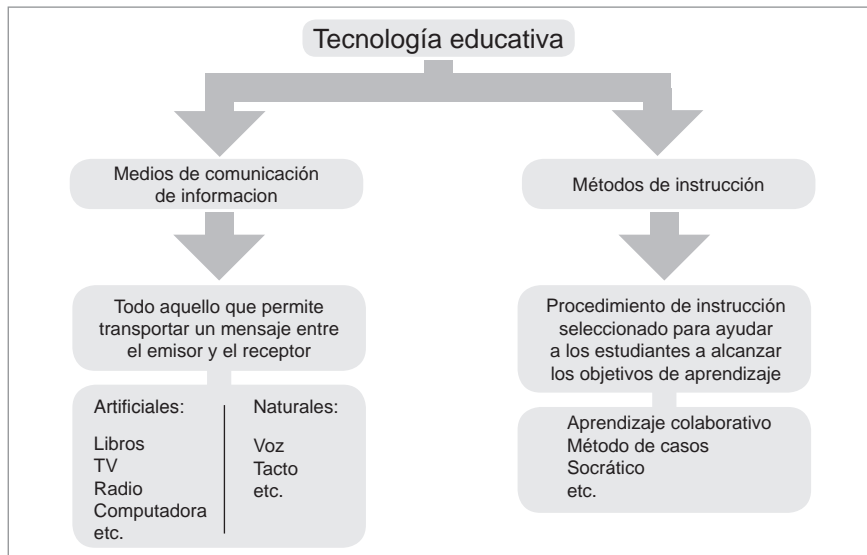 Tecnología educativa
Medios de comunicación
de informacion
Métodos de instrucción
Todo aquello que permite
transportar un mensaje entre
el emisor y el receptor
Procedimiento de instrucción
seleccionado para ayudar
a los estudiantes a alcanzar
los objetivos de aprendizaje
Artificiales:
Libros
TV
Radio
Computadora
etc.
Naturales:
Voz
Tacto
etc.
Aprendizaje colaborativo
Método de casos
Socrático
etc.